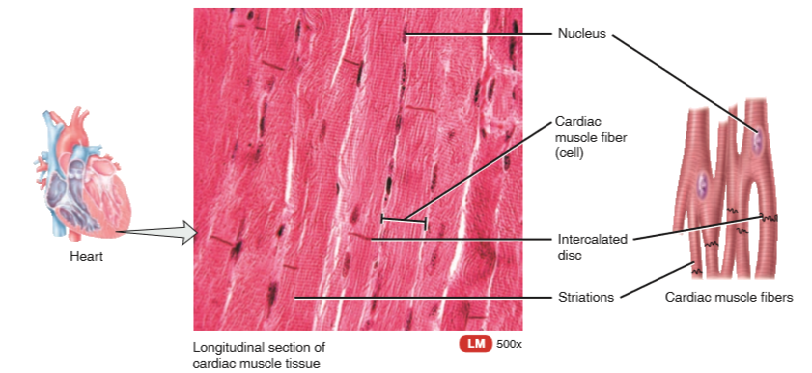 Nucleus
Cardiac
muscle fiber
(cell)
Intercalated
disc
Striations
Heart
Cardiac muscle fibers
LM 500x
Longitudinal section of
cardiac muscle tissue